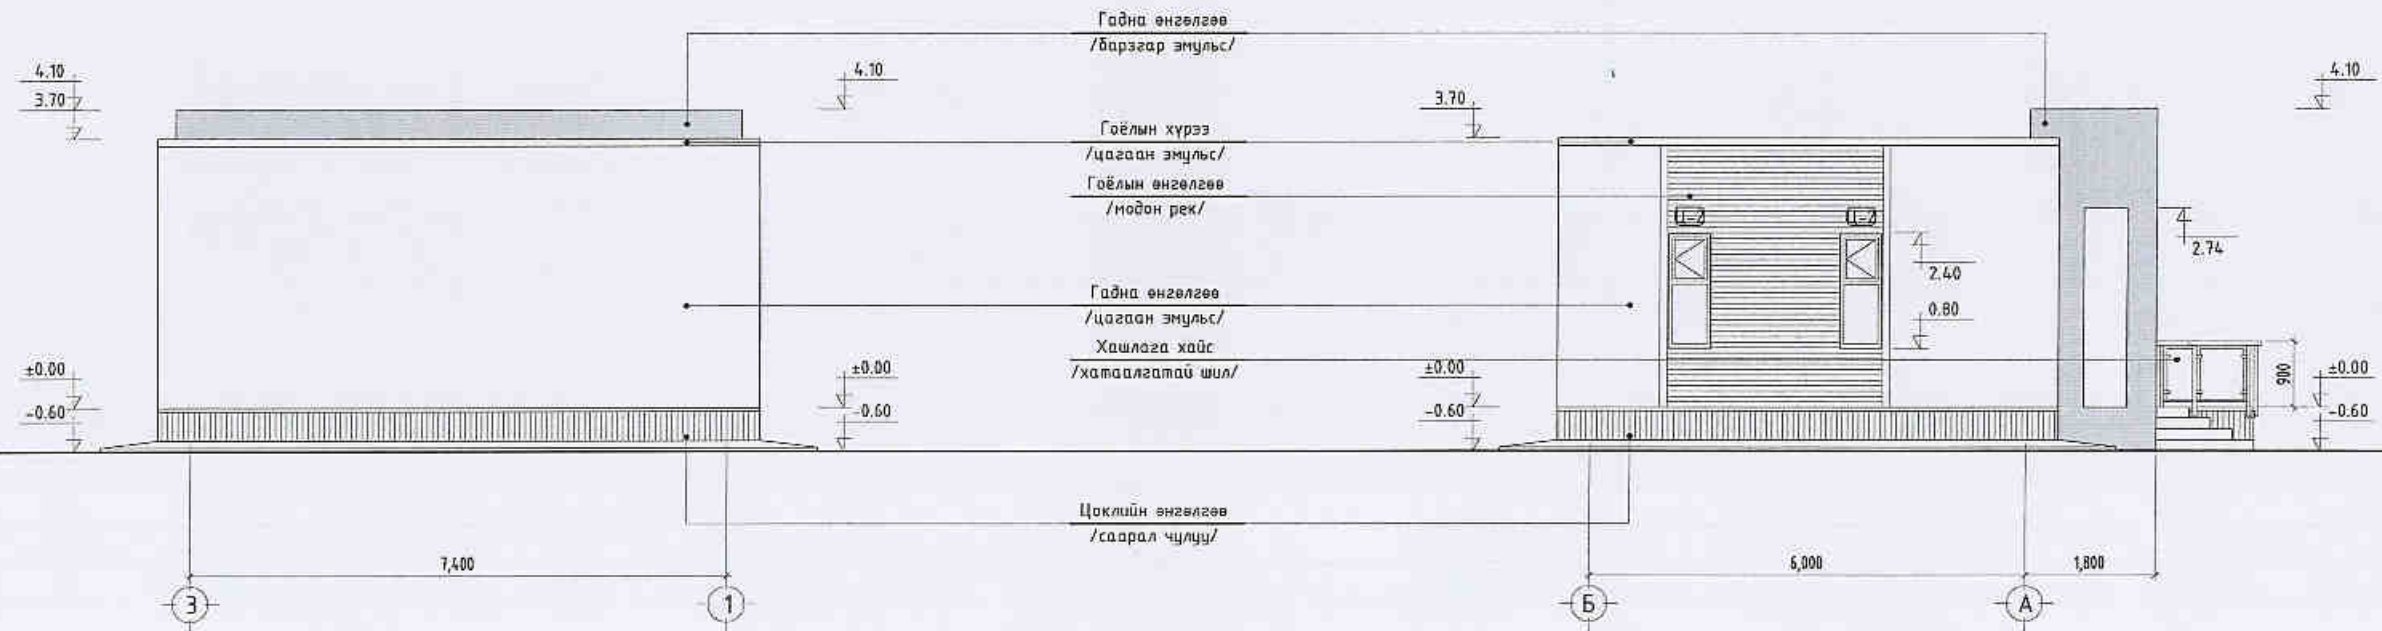 Гадна өнгөлгөө
/барзгар эмульс/
4.10
3.70
4.10
3.70
4.10
Гоёлын хүрээ
/цагаан эмульс/
Гоёлын өнгөлгөө
/модон рек/
Ц-2
Ц-2
2.74
2.40
Гадна өнгөлгөө
/цагаан эмульс/
0.80
Хашлага хайс
/хатаалгатай шил/
±0.00
±0.00
±0.00
900
±0.00
-0.60
-0.60
-0.60
-0.60
Цоклийн өнгөлгөө
/саарал чулуу/
7,400
6,000
1,800
3
1
Б
А